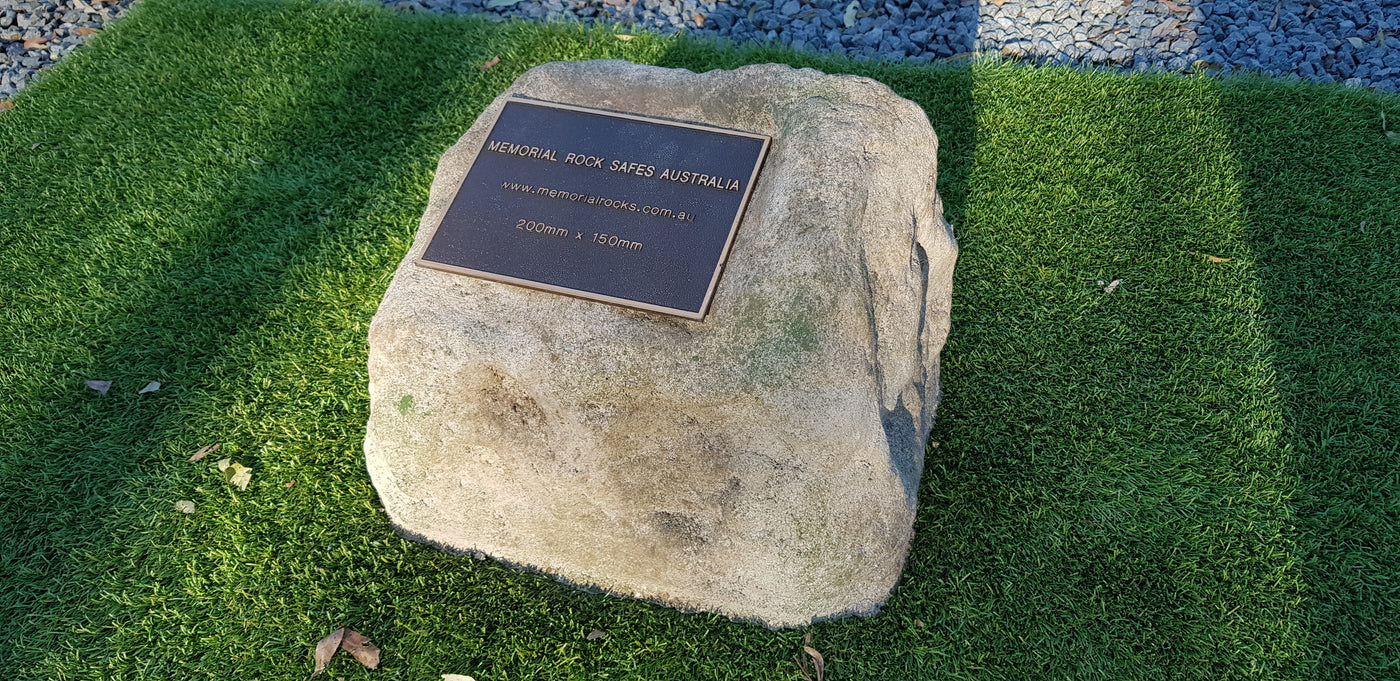 MEMORIAL ROCK SAFES AUSTRALIA
www.memorialrocks.com.au
200mm x 150mm